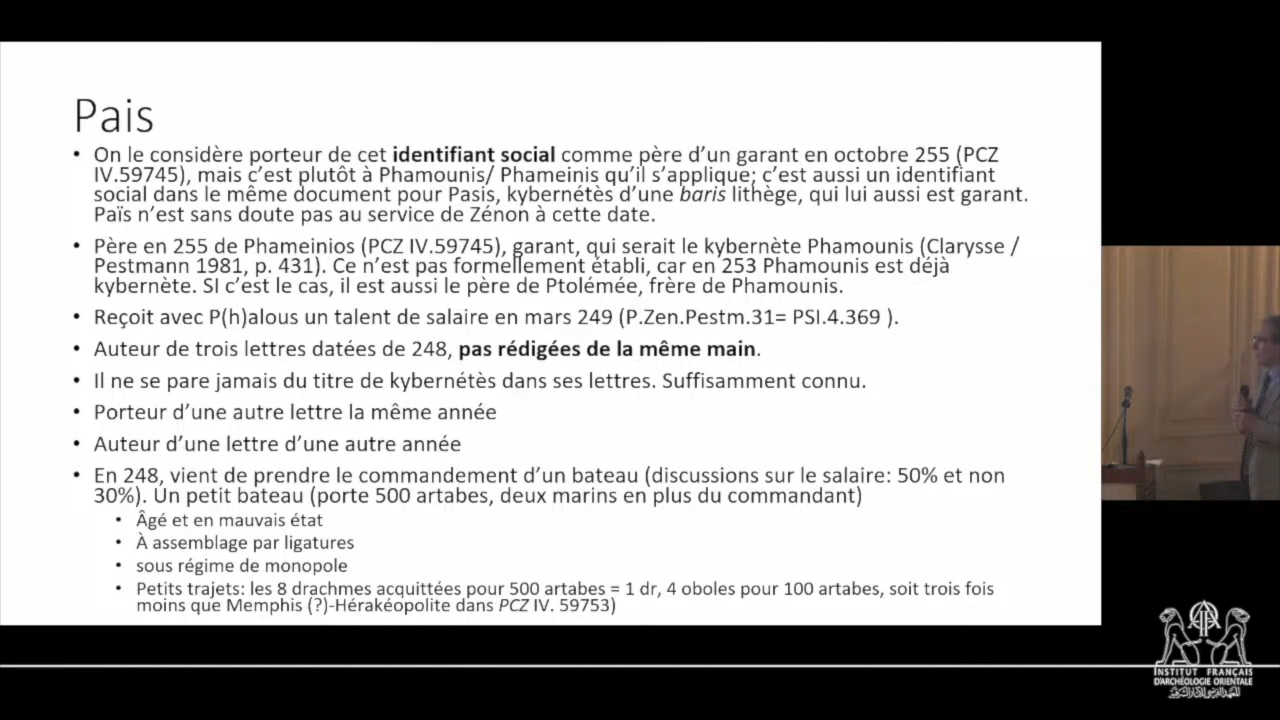 Pais
• On le considère porteur de cet identifiant social comme père d’un garant en octobre 255 (PCZ
IV.59745), mais c’est plutôt à Phamounis/ Phameinis qu’il s’applique; c’est aussi un identifiant
social dans le même document pour Pasis, kybernétès d’une baris lithège, qui lui aussi est garant.
Païs n’est sans doute pas au service de Zénon à cette date.
• Père en 255 de Phameinios (PCZ IV.59745), garant, qui serait le kybernète Phamounis (Clarysse /
Pestmann 1981, p. 431). Ce n’est pas formellement établi, car en 253 Phamounis est déjà
kybernète. SI c’est le cas, il est aussi le père de Ptolémée, frère de Phamounis.
• Reçoit avec P(h)alous un talent de salaire en mars 249 (P.Zen.Pestm.31= PSI.4.369 ).
• Auteur de trois lettres datées de 248, pas rédigées de la même main.
• Il ne se pare jamais du titre de kybernétès dans ses lettres. Suffisamment connu.
• Porteur d’une autre lettre la même année
• Auteur d’une lettre d’une autre année
• En 248, vient de prendre le commandement d’un bateau (discussions sur le salaire: 50% et non
30%). Un petit bateau (porte 500 artabes, deux marins en plus du commandant)
• Âgé et en mauvais état
• À assemblage par ligatures
• sous régime de monopole
• Petits trajets: les 8 drachmes acquittées pour 500 artabes = 1 dr, 4 oboles pour 100 artabes, soit trois fois
moins que Memphis (?)-Hérakéopolite dans PCZ IV. 59753)
INSTITUT FRANÇAIS
D’ARCHÉOLOGIE ORIENTALE